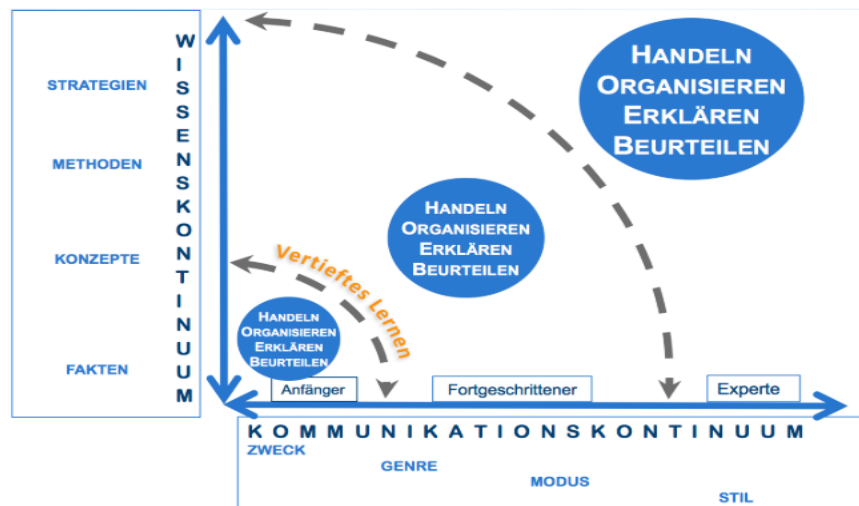 WISSENSKONTINUUM
STRATEGIEN
METHODEN
KONZEPTE
FAKTEN
HANDELN
ORGANISIEREN
ERKLÄREN
BEURTEILEN
HANDELN
ORGANISIEREN
ERKLÄREN
BEURTEILEN
Vertieftes Lernen
HANDELN
ORGANISIEREN
ERKLÄREN
BEURTEILEN
Anfänger
Fortgeschrittener
Experte
KOMMUNIKATIONSKONTINUUM
ZWECK
GENRE
MODUS
STIL